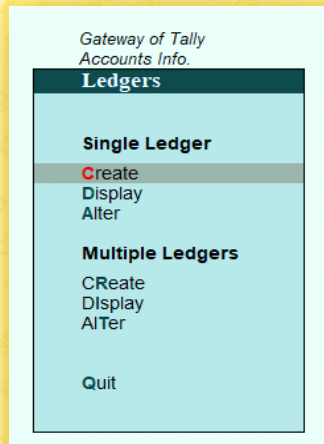 Gateway of Tally
Accounts Info.
Ledgers
Single Ledger
Create
Display
Alter
Multiple Ledgers
CReate
DIsplay
AlTer
Quit